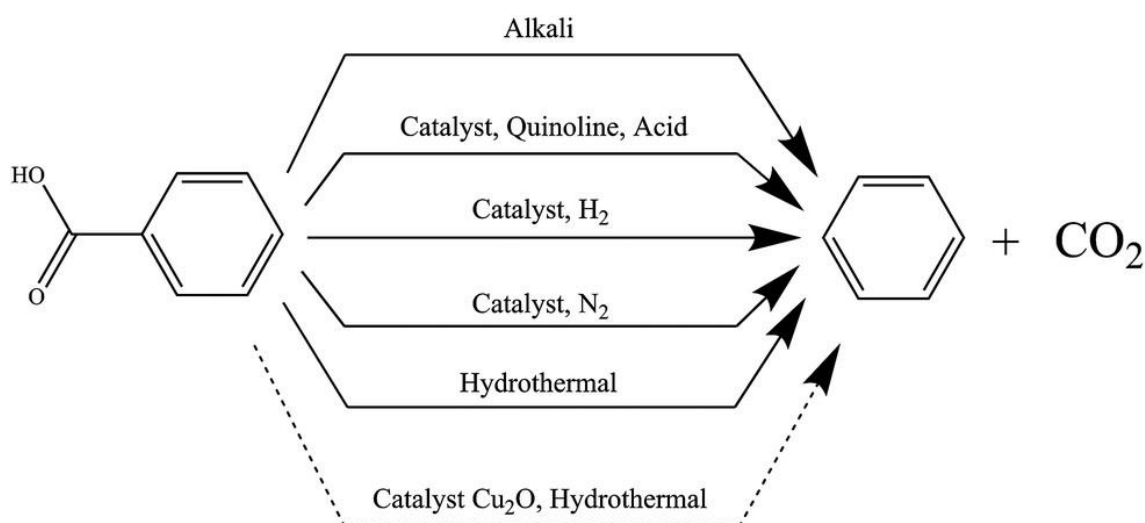 Alkali
Catalyst, Quinoline, Acid
HO
Catalyst, H₂
+ CO₂
O
Catalyst, N₂
Hydrothermal
Catalyst Cu₂O, Hydrothermal